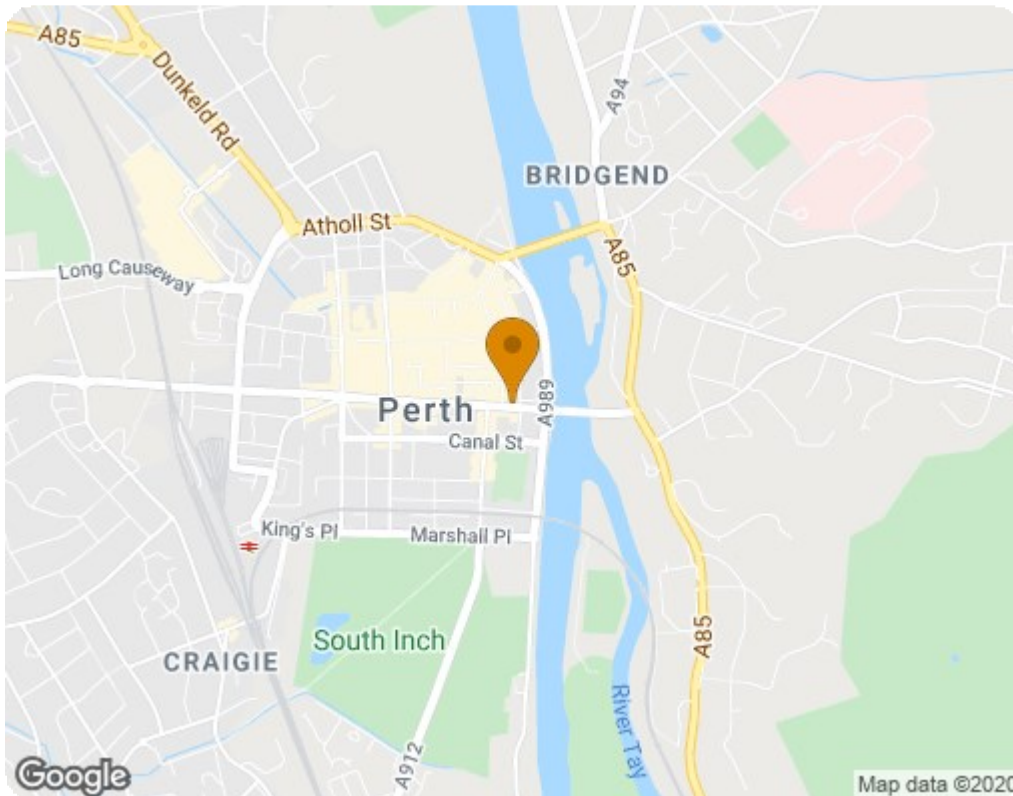 A85
Dunkeld Rd
A94
BRIDGEND
Atholl St
A85
Long Causeway
A989
Perth
Canal St
King's Pl
Marshall Pl
South Inch
A85
CRAIGIE
River Tay
A912
Google
Map data ©2020